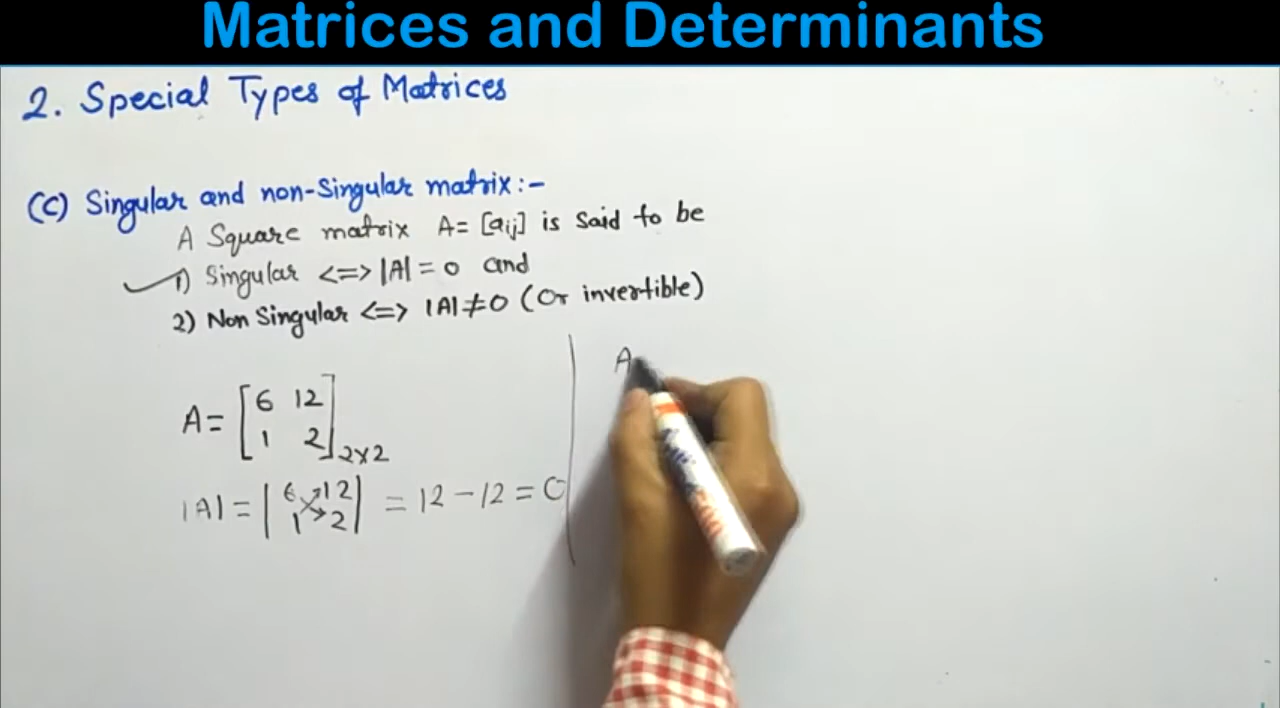 Matrices and Determinants
2. Special Types of Matrices
(C) Singular and non-Singular matrix:-
A Square matrix A= [aij] is said to be
1) Singular <=> |A| = 0 and
2) Non Singular <=> |A| ≠ 0 (Or invertible)
A= [6 12
1 2] 2x2
|A| = | 6 12
1 2 | = 12 - 12 = 0
A